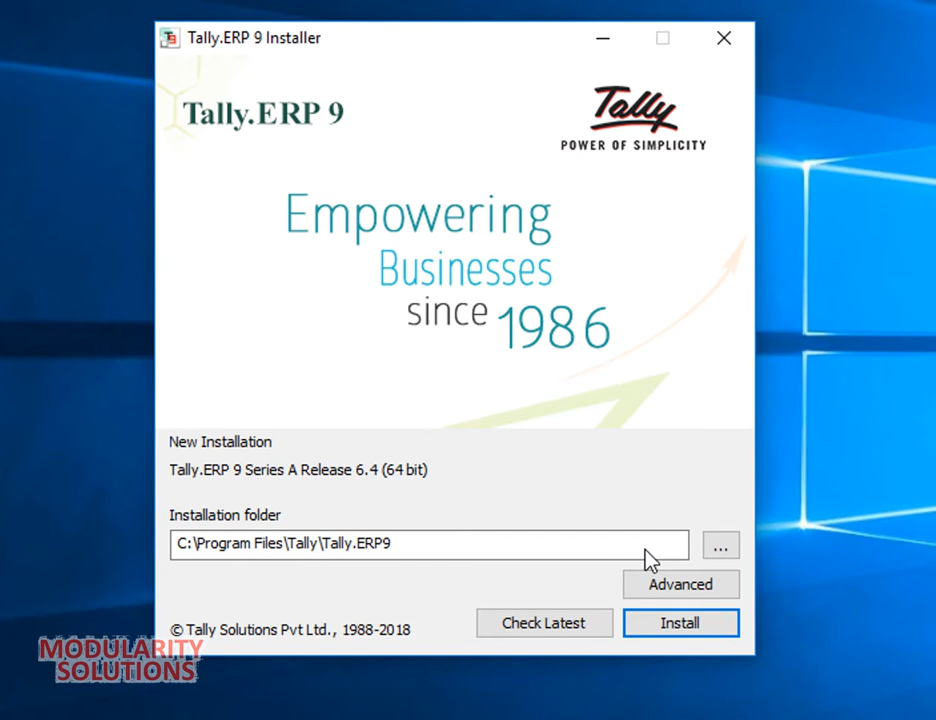 Tally.ERP 9 Installer
Tally.ERP 9
Tally
POWER OF SIMPLICITY
Empowering
Businesses
since 1986
New Installation
Tally.ERP 9 Series A Release 6.4 (64 bit)
Installation folder
C:\Program Files\Tally\Tally.ERP9
...
Advanced
© Tally Solutions Pvt Ltd., 1988-2018
Check Latest
Install
MODULARITY
SOLUTIONS